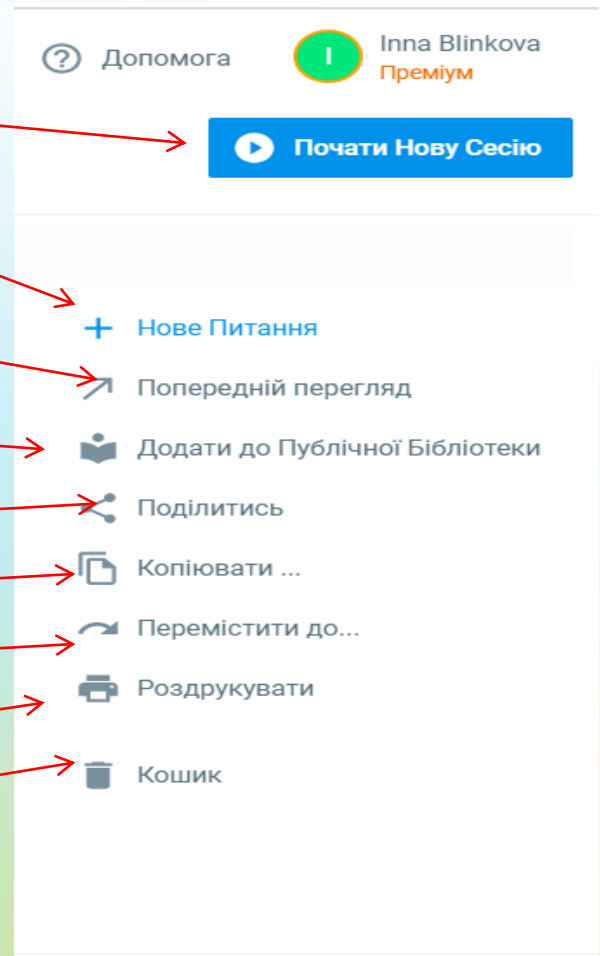 ? Допомога
I
Inna Blinkova
Преміум
Почати Нову Сесію
+ Нове Питання
Попередній перегляд
Додати до Публічної Бібліотеки
Поділитись
Копіювати ...
Перемістити до...
Роздрукувати
Кошик